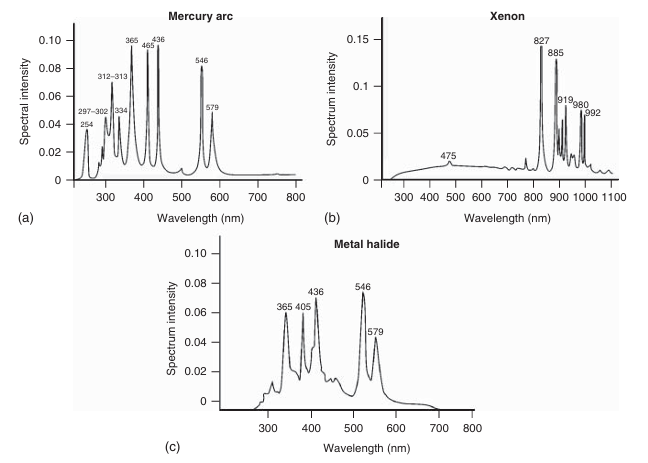 Mercury arc
Spectral intensity
0.10
0.08
0.06
0.04
0.02
0
254
297–302
312–313
334
365
465
436
546
579
300 400 500 600 700 800
Wavelength (nm)
(a)
Xenon
Spectrum intensity
0.15
0.1
0.05
0
475
827
885
919
980
992
300 400 500 600 700 800 900 1000 1100
Wavelength (nm)
(b)
Metal halide
Spectrum intensity
0.10
0.08
0.06
0.04
0.02
0
365
405
436
546
579
300 400 500 600 700 800
Wavelength (nm)
(c)